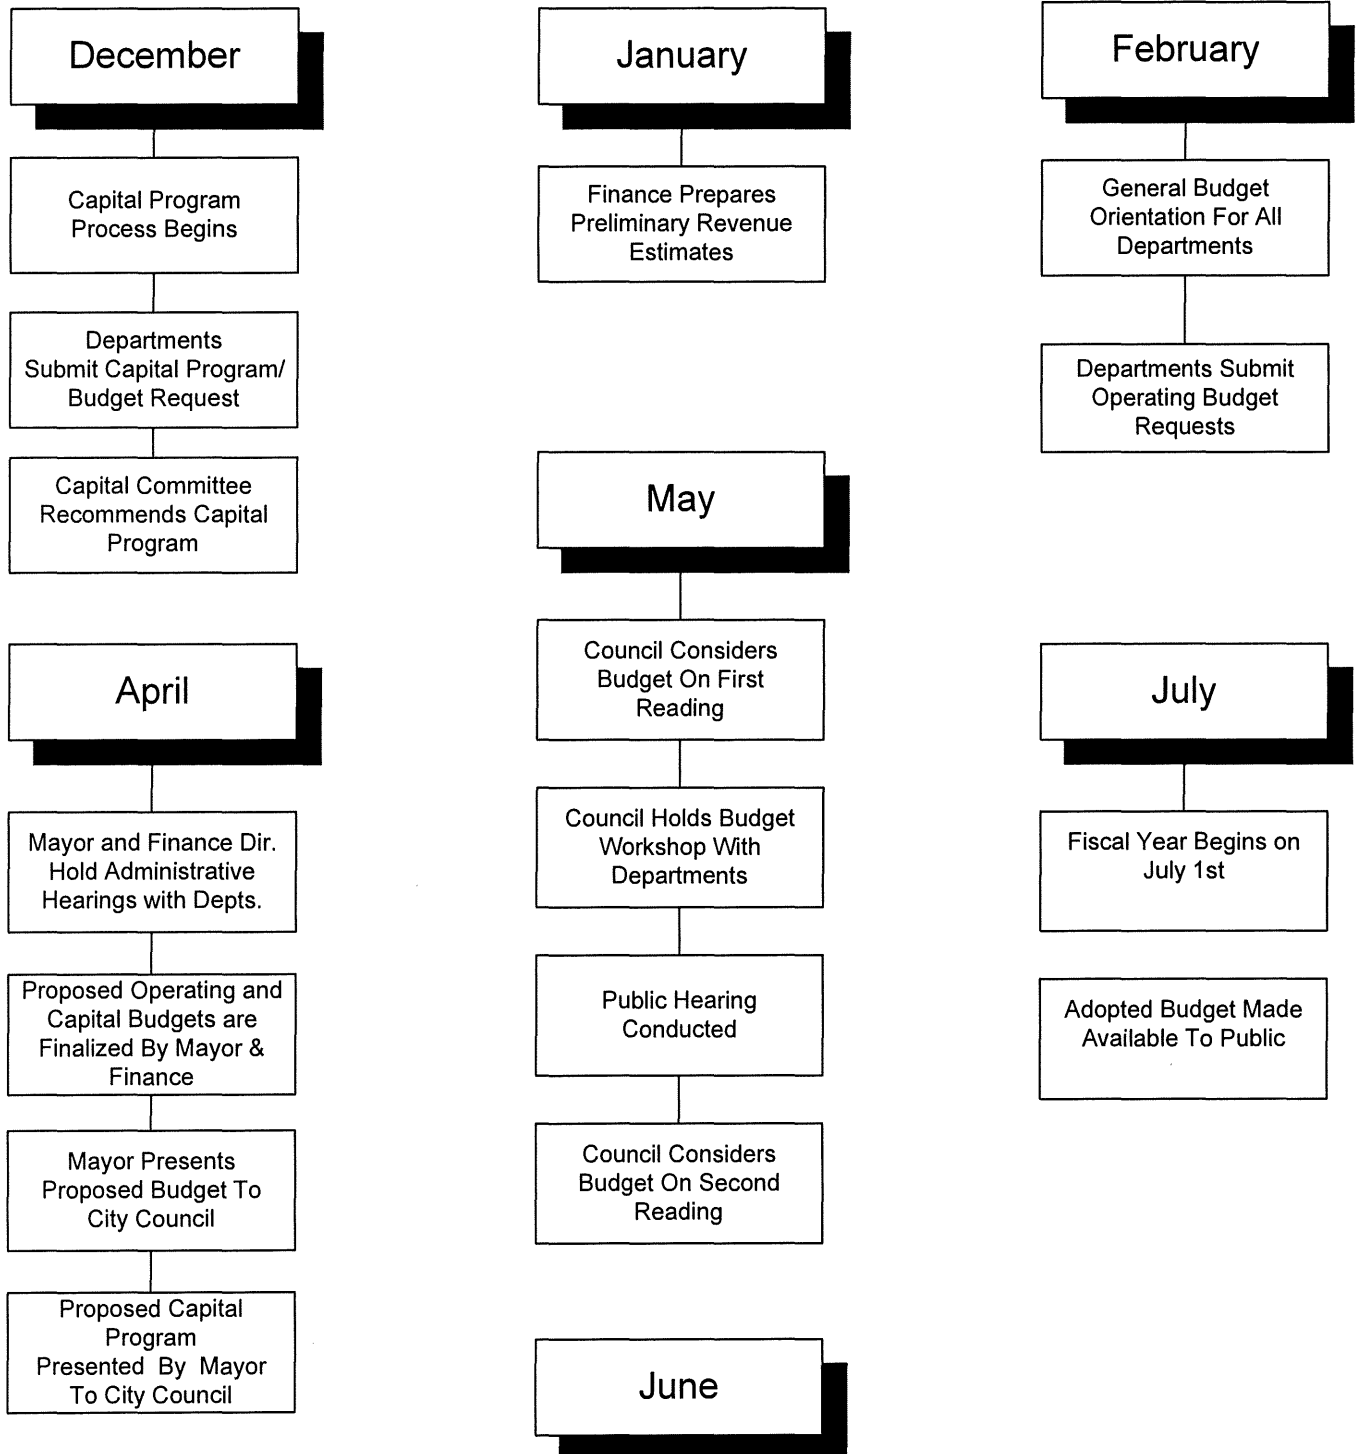 December
Capital Program
Process Begins
Departments
Submit Capital Program/
Budget Request
Capital Committee
Recommends Capital
Program
January
Finance Prepares
Preliminary Revenue
Estimates
February
General Budget
Orientation For All
Departments
Departments Submit
Operating Budget
Requests
April
Mayor and Finance Dir.
Hold Administrative
Hearings with Depts.
Proposed Operating and
Capital Budgets are
Finalized By Mayor &
Finance
Mayor Presents
Proposed Budget To
City Council
Proposed Capital
Program
Presented By Mayor
To City Council
May
Council Considers
Budget On First
Reading
Council Holds Budget
Workshop With
Departments
Public Hearing
Conducted
Council Considers
Budget On Second
Reading
June
July
Fiscal Year Begins on
July 1st
Adopted Budget Made
Available To Public